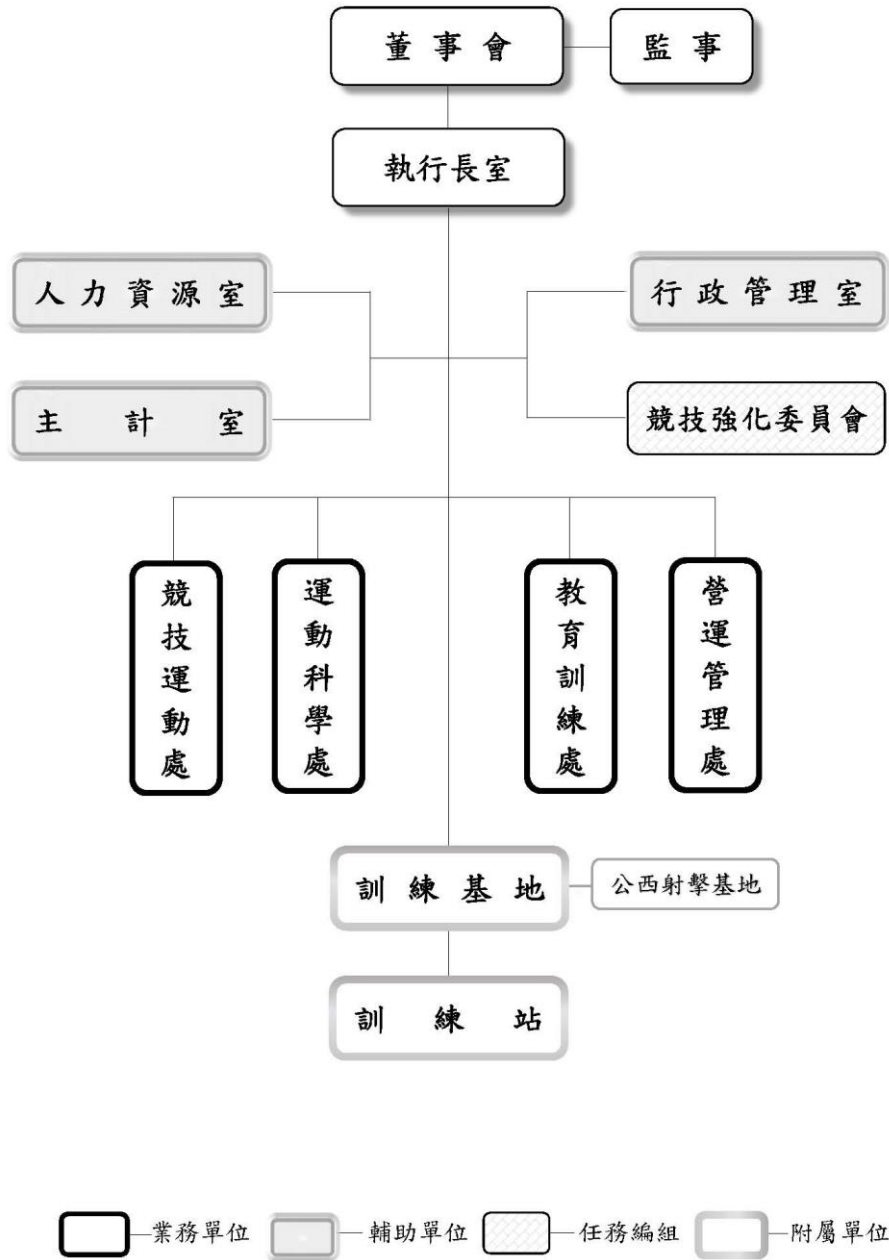 董事會
監事
執行長室
人力資源室
行政管理室
主計室
競技強化委員會
競技運動處
運動科學處
教育訓練處
營運管理處
訓練基地
公西射擊基地
訓練站
業務單位
輔助單位
任務編組
附屬單位